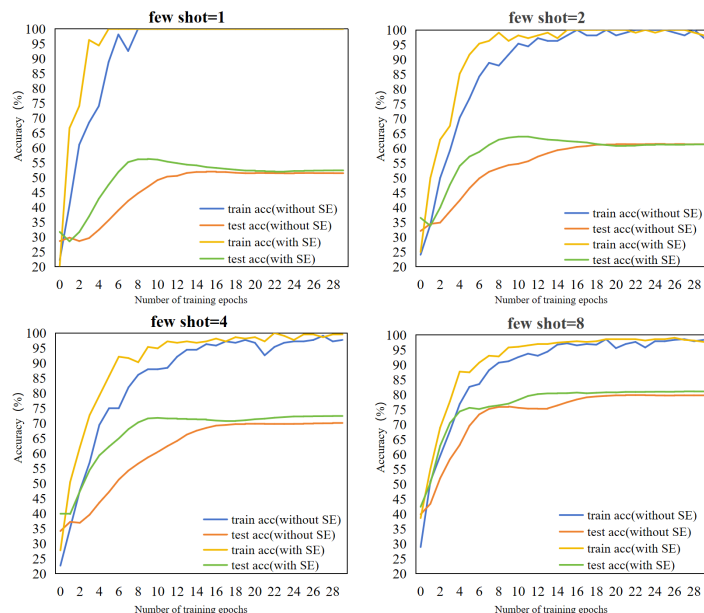 few shot=1
100
95
90
85
80
75
70
65
60
55
50
45
40
35
30
25
20
Accuracy (%)
train acc(without SE)
test acc(without SE)
train acc(with SE)
test acc(with SE)
0 2 4 6 8 10 12 14 16 18 20 22 24 26 28
Number of training epochs
few shot=2
100
95
90
85
80
75
70
65
60
55
50
45
40
35
30
25
20
Accuracy (%)
train acc(without SE)
test acc(without SE)
train acc(with SE)
test acc(with SE)
0 2 4 6 8 10 12 14 16 18 20 22 24 26 28
Number of training epochs
few shot=4
100
95
90
85
80
75
70
65
60
55
50
45
40
35
30
25
20
Accuracy (%)
train acc(without SE)
test acc(without SE)
train acc(with SE)
test acc(with SE)
0 2 4 6 8 10 12 14 16 18 20 22 24 26 28
Number of training epochs
few shot=8
100
95
90
85
80
75
70
65
60
55
50
45
40
35
30
25
20
Accuracy (%)
train acc(without SE)
test acc(without SE)
train acc(with SE)
test acc(with SE)
0 2 4 6 8 10 12 14 16 18 20 22 24 26 28
Number of training epochs